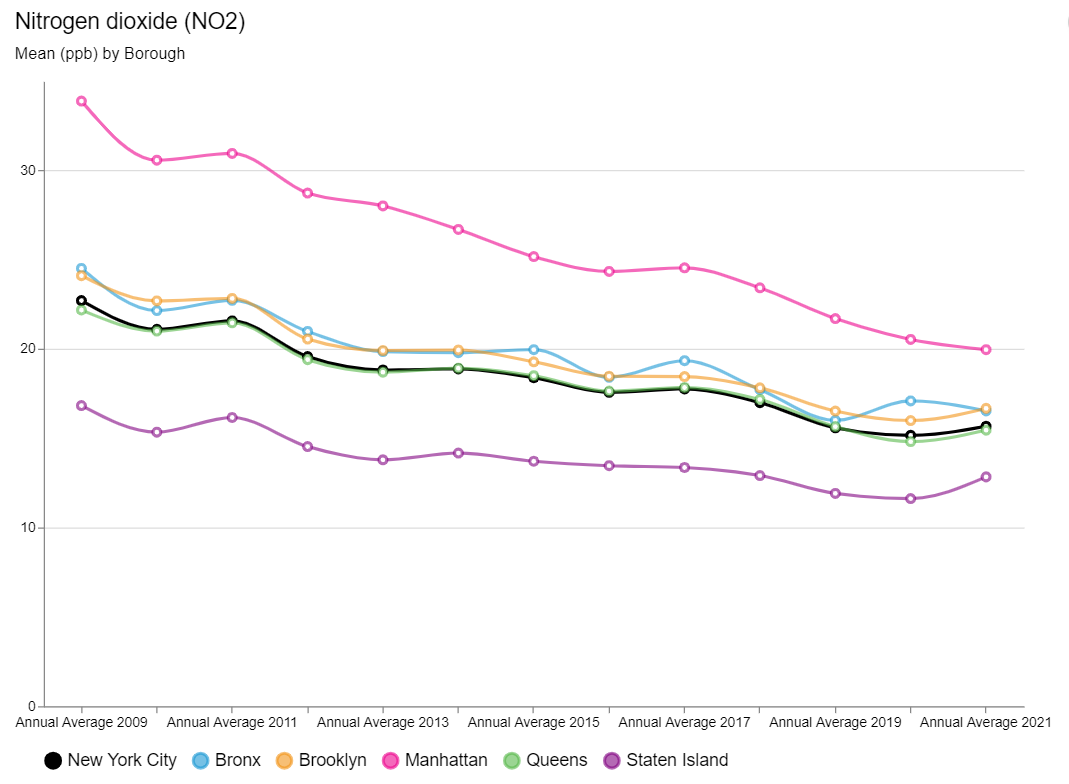 Nitrogen dioxide (NO2)
Mean (ppb) by Borough
30
20
10
0
Annual Average 2009 Annual Average 2011 Annual Average 2013 Annual Average 2015 Annual Average 2017 Annual Average 2019 Annual Average 2021
New York City Bronx Brooklyn Manhattan Queens Staten Island